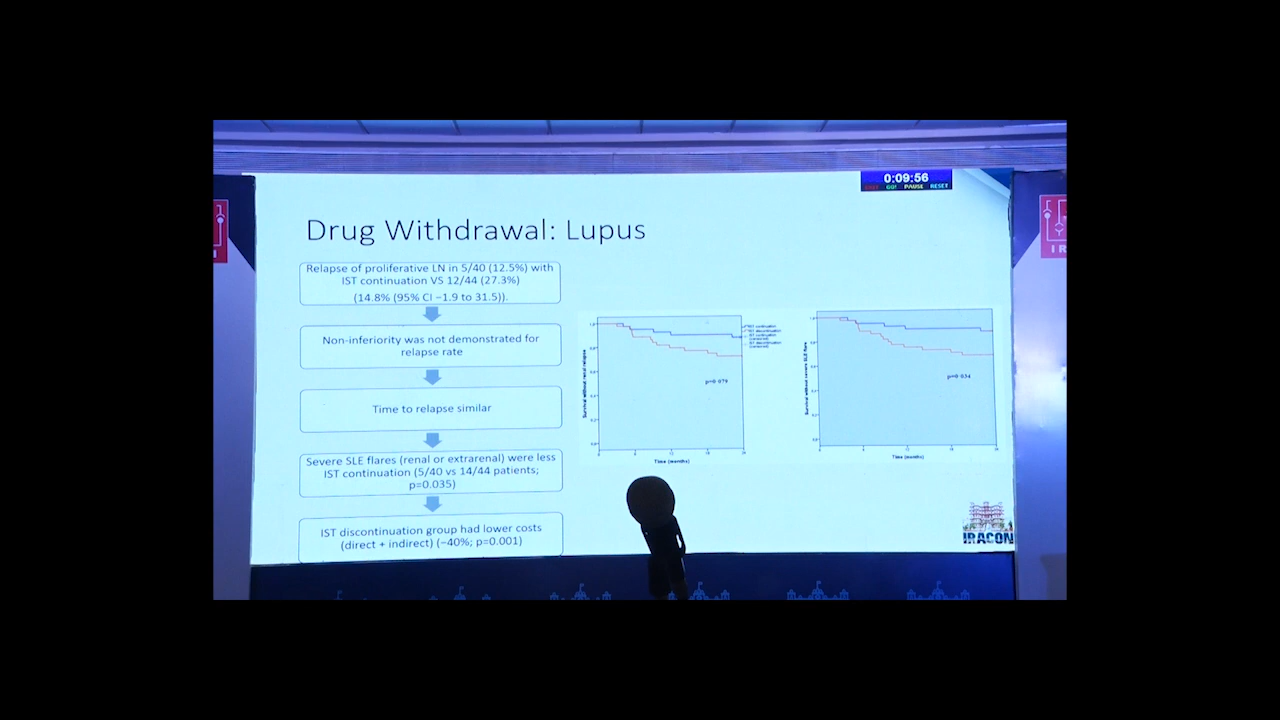 0:09:56
GO! PAUSE RESET
Drug Withdrawal: Lupus
Relapse of proliferative LN in 5/40 (12.5%) with
IST continuation VS 12/44 (27.3%)
(14.8% (95% CI −1.9 to 31.5)).
Non-inferiority was not demonstrated for
relapse rate
Time to relapse similar
Severe SLE flares (renal or extrarenal) were less
IST continuation (5/40 vs 14/44 patients;
p=0.035)
IST discontinuation group had lower costs
(direct + indirect) (−40%; p=0.001)
Survival without renal relapse
p=0·079
Time (months)
Survival without severe SLE flare
p=0·034
Time (months)
IRACON
I R